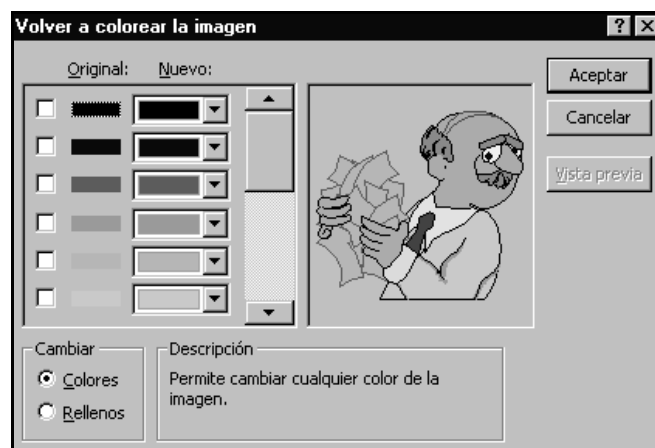 Volver a colorear la imagen
Original: Nuevo:
Aceptar
Cancelar
Vista previa
Cambiar
Colores
Rellenos
Descripción
Permite cambiar cualquier color de la
imagen.